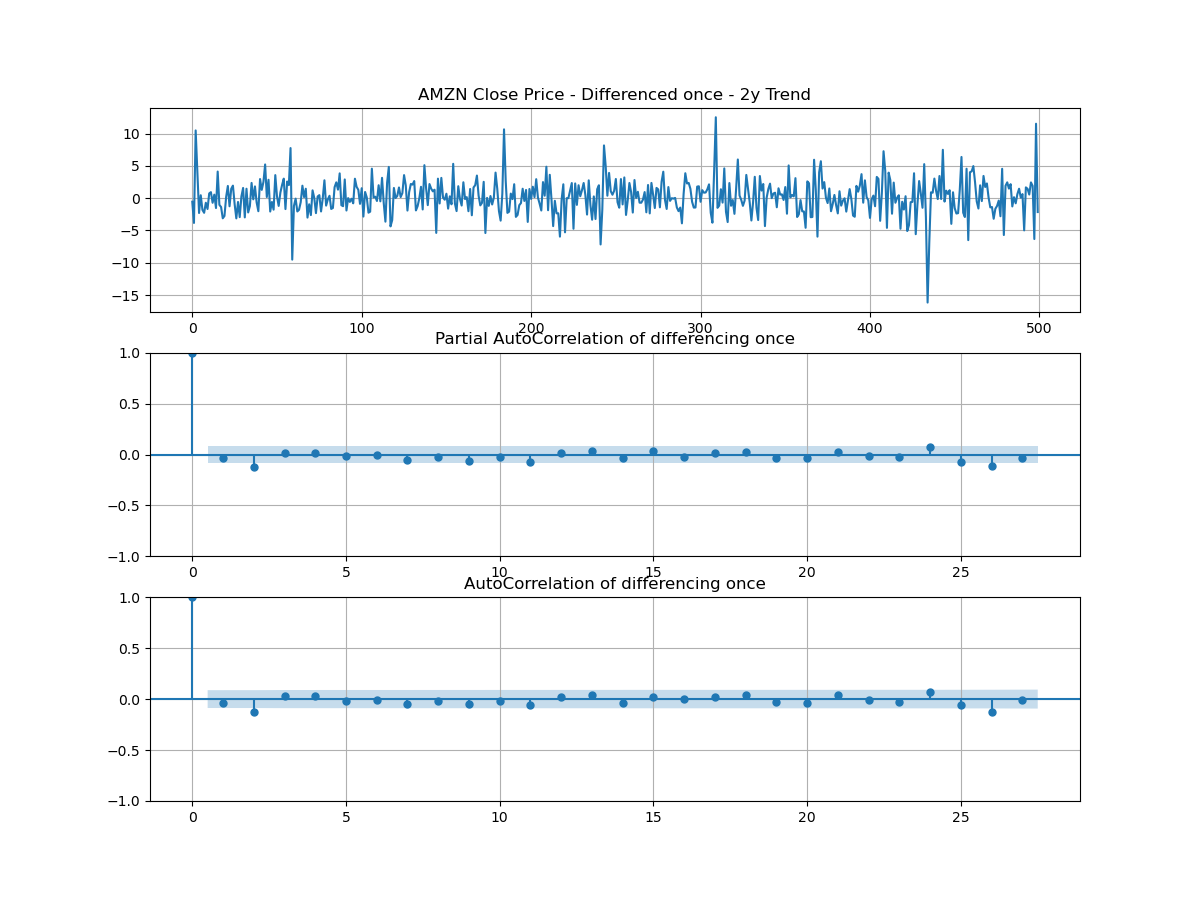 AMZN Close Price - Differenced once - 2y Trend
10
5
0
−5
−10
−15
0 100 200 300 400 500
Partial AutoCorrelation of differencing once
1.0
0.5
0.0
−0.5
−1.0
0 5 10 15 20 25
AutoCorrelation of differencing once
1.0
0.5
0.0
−0.5
−1.0
0 5 10 15 20 25